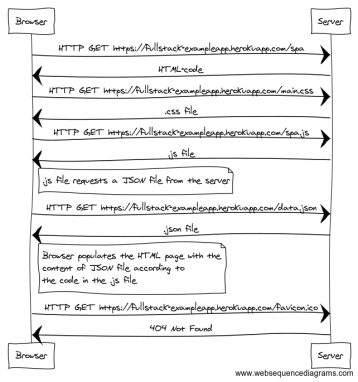 Browser Server
HTTP GET https://fullstack-exampleapp.herokuapp.com/spa
HTML-code
HTTP GET https://fullstack-exampleapp.herokuapp.com/main.css
.css file
HTTP GET https://fullstack-exampleapp.herokuapp.com/spa.js
.js file
.js file requests a JSON file from the server
HTTP GET https://fullstack-exampleapp.herokuapp.com/data.json
.json file
Browser populates the HTML page with the
content of JSON file according to
the code in the .js file
HTTP GET https://fullstack-exampleapp.herokuapp.com/favicon.ico
404 Not Found
Browser Server
www.websequencediagrams.com